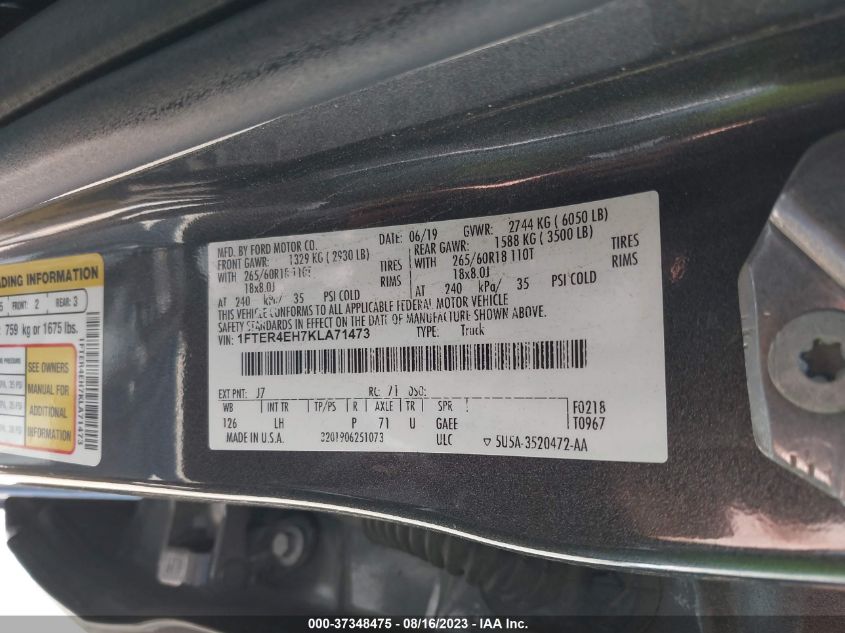 MFD. BY FORD MOTOR CO. DATE: 06/19 GVWR: 2744 KG ( 6050 LB)
FRONT GAWR: 1329 KG ( 2930 LB) REAR GAWR: 1588 KG ( 3500 LB)
WITH 265/60R18 110T TIRES WITH 265/60R18 110T TIRES
18x8.0J RIMS 18x8.0J RIMS
AT 240 kPa/ 35 PSI COLD AT 240 kPa/ 35 PSI COLD
THIS VEHICLE CONFORMS TO ALL APPLICABLE FEDERAL MOTOR VEHICLE
SAFETY STANDARDS IN EFFECT ON THE DATE OF MANUFACTURE SHOWN ABOVE.
VIN: 1FTER4EH7KLA71473 TYPE: Truck
EXT PNT: J7 RC: 71 DSO:
WB INT TR TP/PS R AXLE TR SPR F0218
126 LH P 71 U GAEE T0967
MADE IN U.S.A. 3201906251073 ULC 5U5A-3520472-AA
ADING INFORMATION
5 FRONT: 2 REAR: 3
: 759 kg or 1675 lbs.
SEE OWNERS
MANUAL FOR
ADDITIONAL
INFORMATION
1FTER4EH7KLA71473
000-37348475 - 08/16/2023 - IAA Inc.